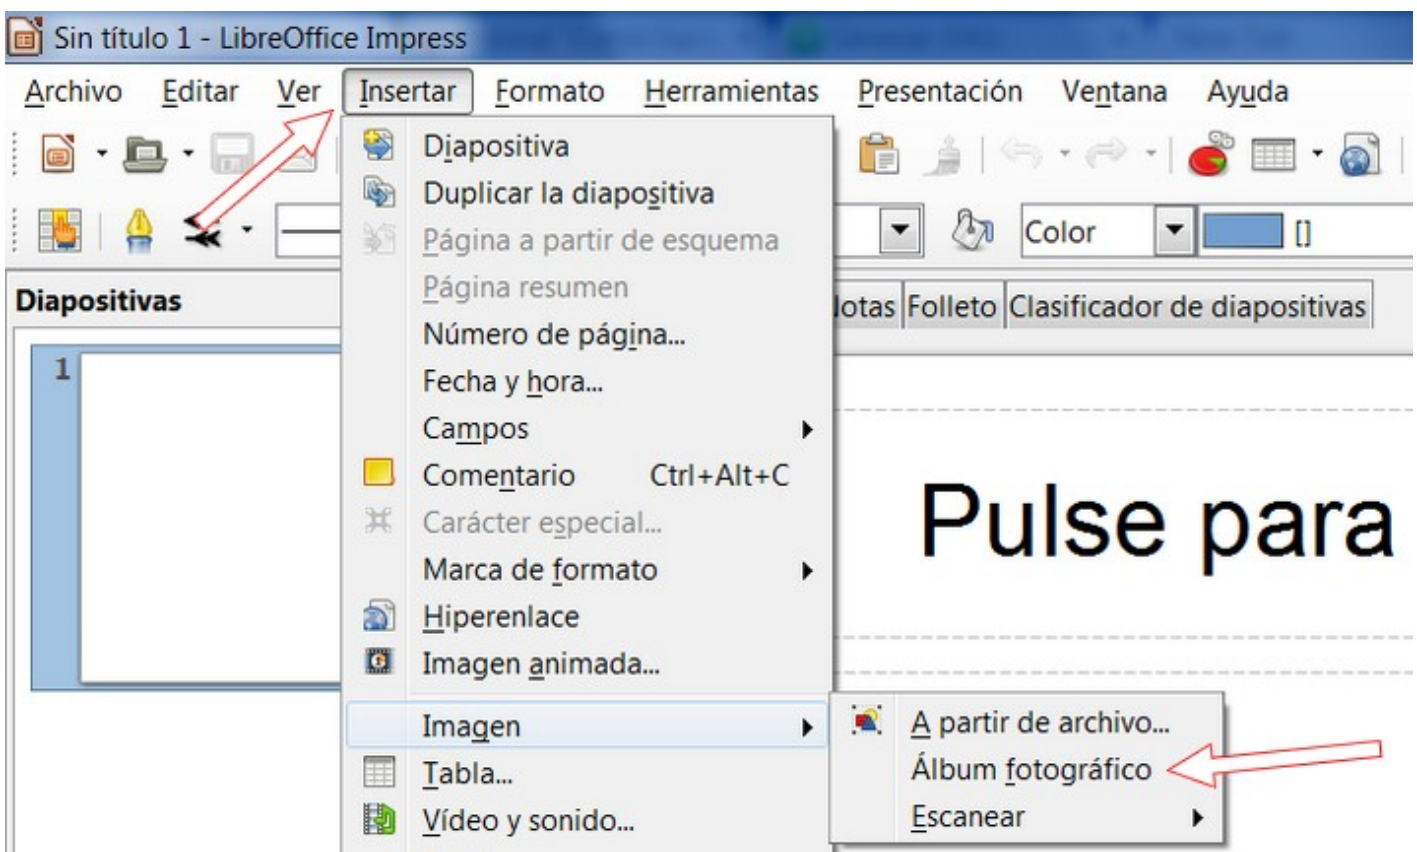 Sin título 1 - LibreOffice Impress
Archivo Editar Ver Insertar Formato Herramientas Presentación Ventana Ayuda
Diapositiva
Duplicar la diapositiva
Página a partir de esquema
Color []
Página resumen
Diapositivas
otas Folleto Clasificador de diapositivas
Número de página...
1
Fecha y hora...
Campos
Comentario Ctrl+Alt+C
Carácter especial...
Pulse para
Marca de formato
Hiperenlace
Imagen animada...
Imagen
A partir de archivo...
Tabla...
Álbum fotográfico
Vídeo y sonido...
Escanear